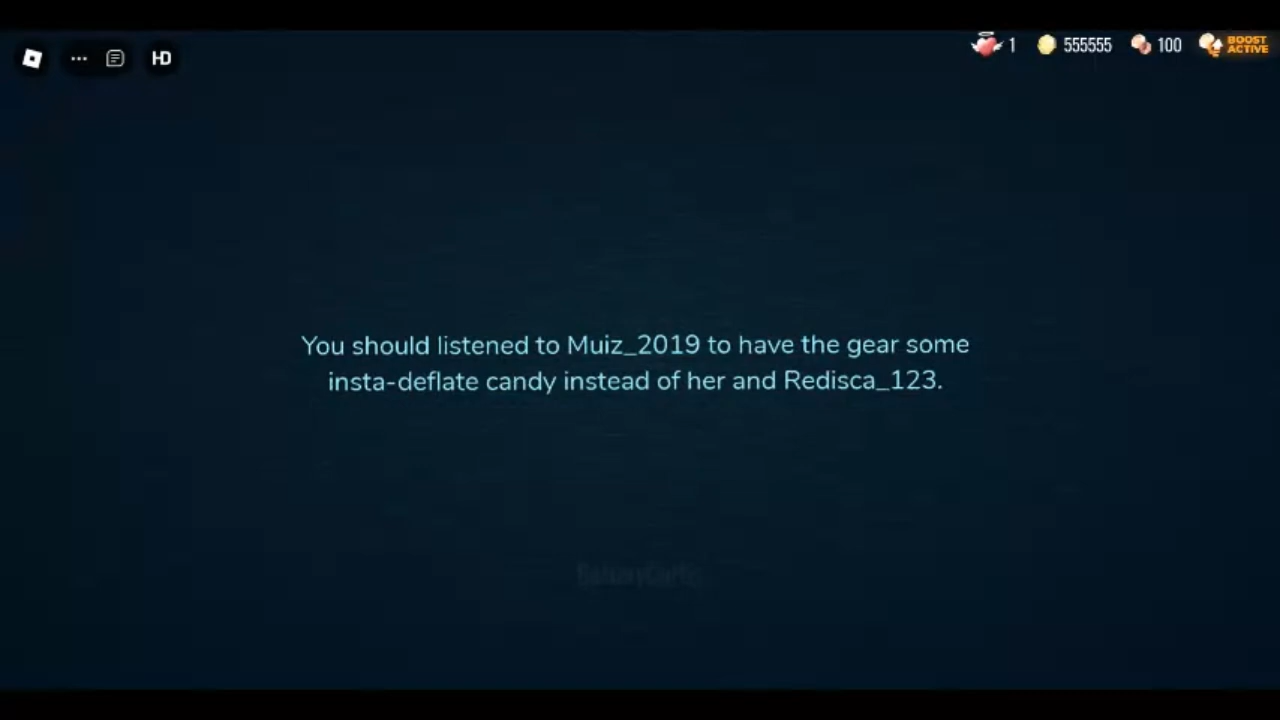 HD
1
555555
100
BOOST
ACTIVE
You should listened to Muiz_2019 to have the gear some
insta-deflate candy instead of her and Redisca_123.